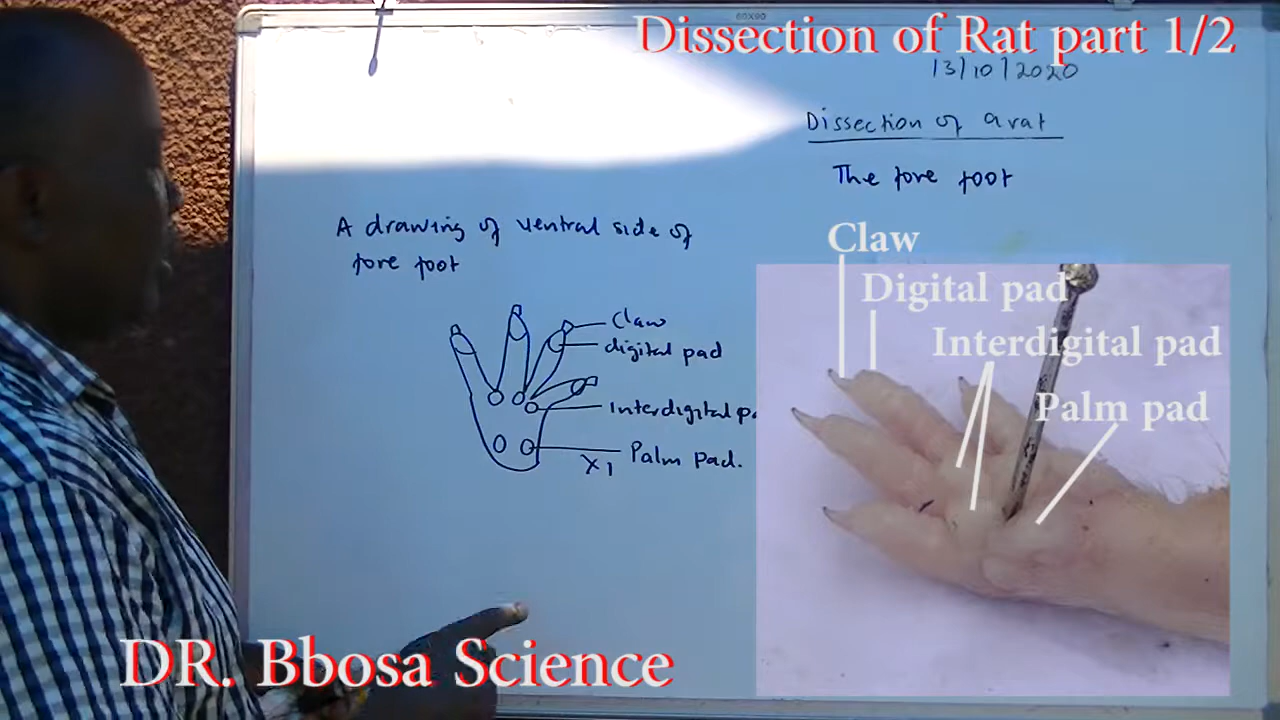 60X90
Dissection of Rat part 1/2
13/10/2020
Dissection of a rat
The fore foot
A drawing of ventral side of
fore foot
Claw
digital pad
Interdigital
Palm pad.
X1
Claw
Digital pad
Interdigital pad
Palm pad
DR. Bbosa Science